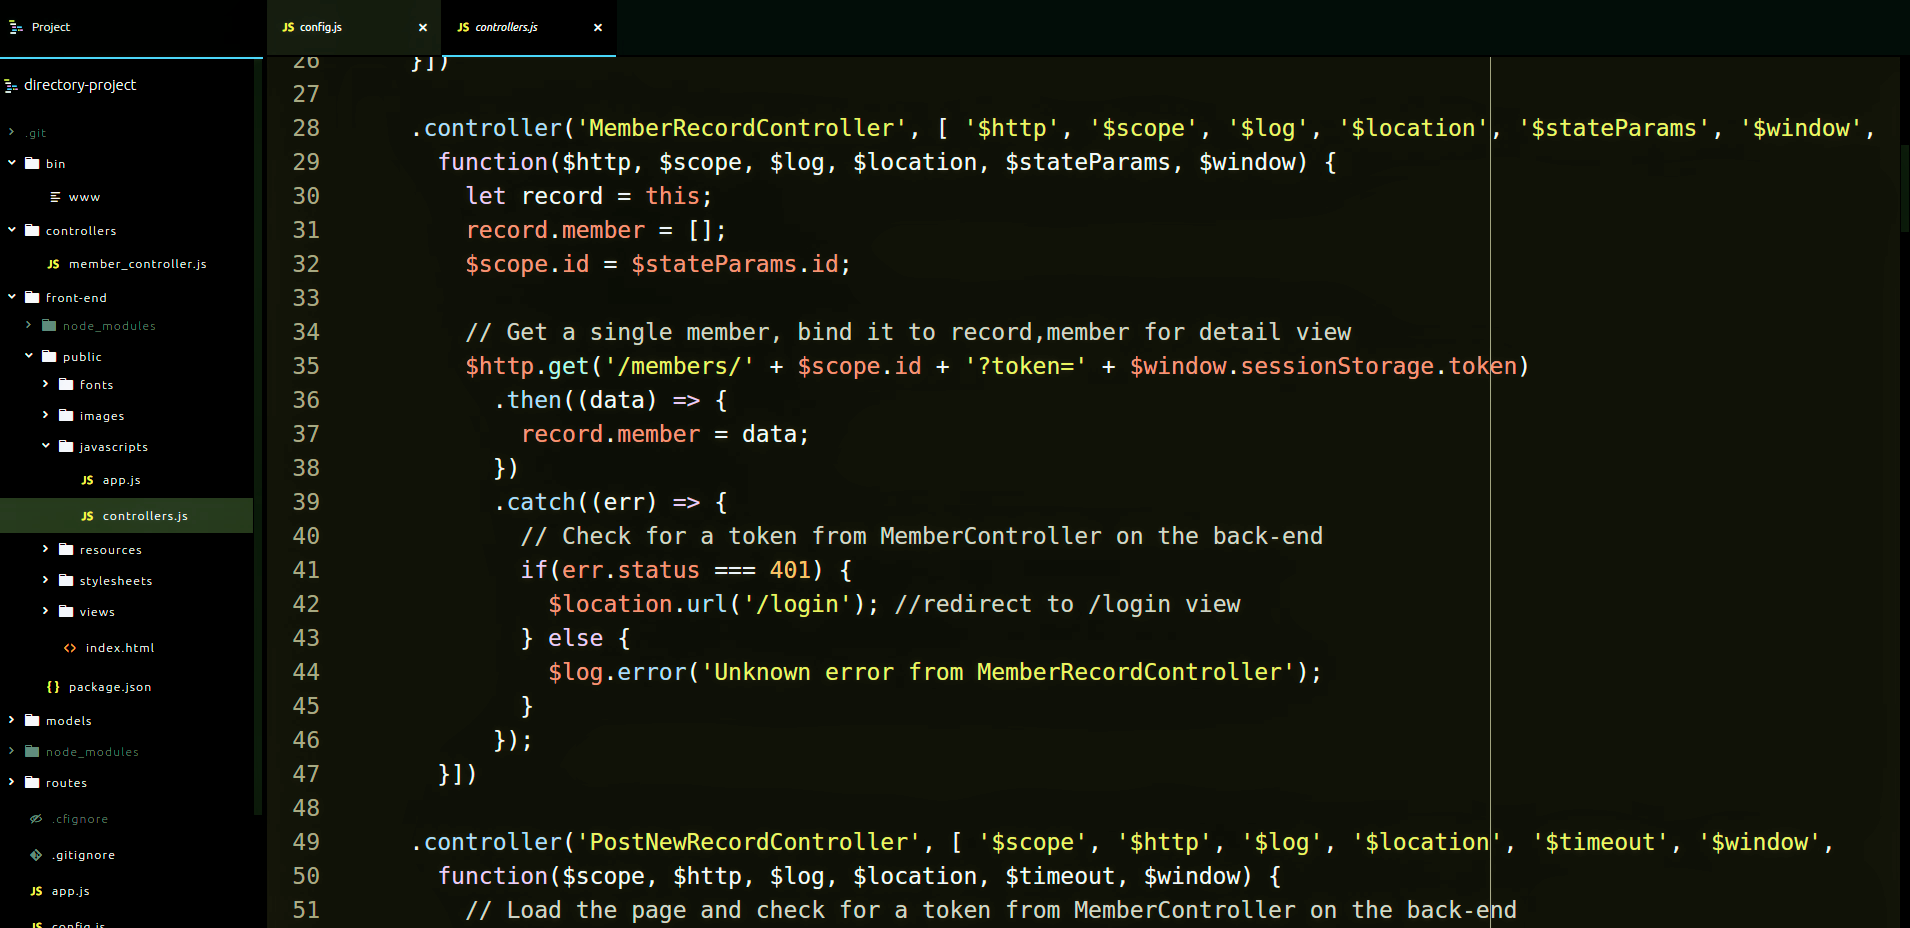 Project
directory-project
.git
bin
www
controllers
member_controller.js
front-end
node_modules
public
fonts
images
javascripts
JS app.js
JS controllers.js
resources
stylesheets
views
<> index.html
{} package.json
models
node_modules
routes
.cfignore
.gitignore
JS app.js
JS config.js
JS config.js ×
JS controllers.js ×
26 }])
27
28 .controller('MemberRecordController', [ '$http', '$scope', '$log', '$location', '$stateParams', '$window',
29 function($http, $scope, $log, $location, $stateParams, $window) {
30 let record = this;
31 record.member = [];
32 $scope.id = $stateParams.id;
33
34 // Get a single member, bind it to record,member for detail view
35 $http.get('/members/' + $scope.id + '?token=' + $window.sessionStorage.token)
36 .then((data) => {
37 record.member = data;
38 })
39 .catch((err) => {
40 // Check for a token from MemberController on the back-end
41 if(err.status === 401) {
42 $location.url('/login'); //redirect to /login view
43 } else {
44 $log.error('Unknown error from MemberRecordController');
45 }
46 });
47 }])
48
49 .controller('PostNewRecordController', [ '$scope', '$http', '$log', '$location', '$timeout', '$window',
50 function($scope, $http, $log, $location, $timeout, $window) {
51 // Load the page and check for a token from MemberController on the back-end